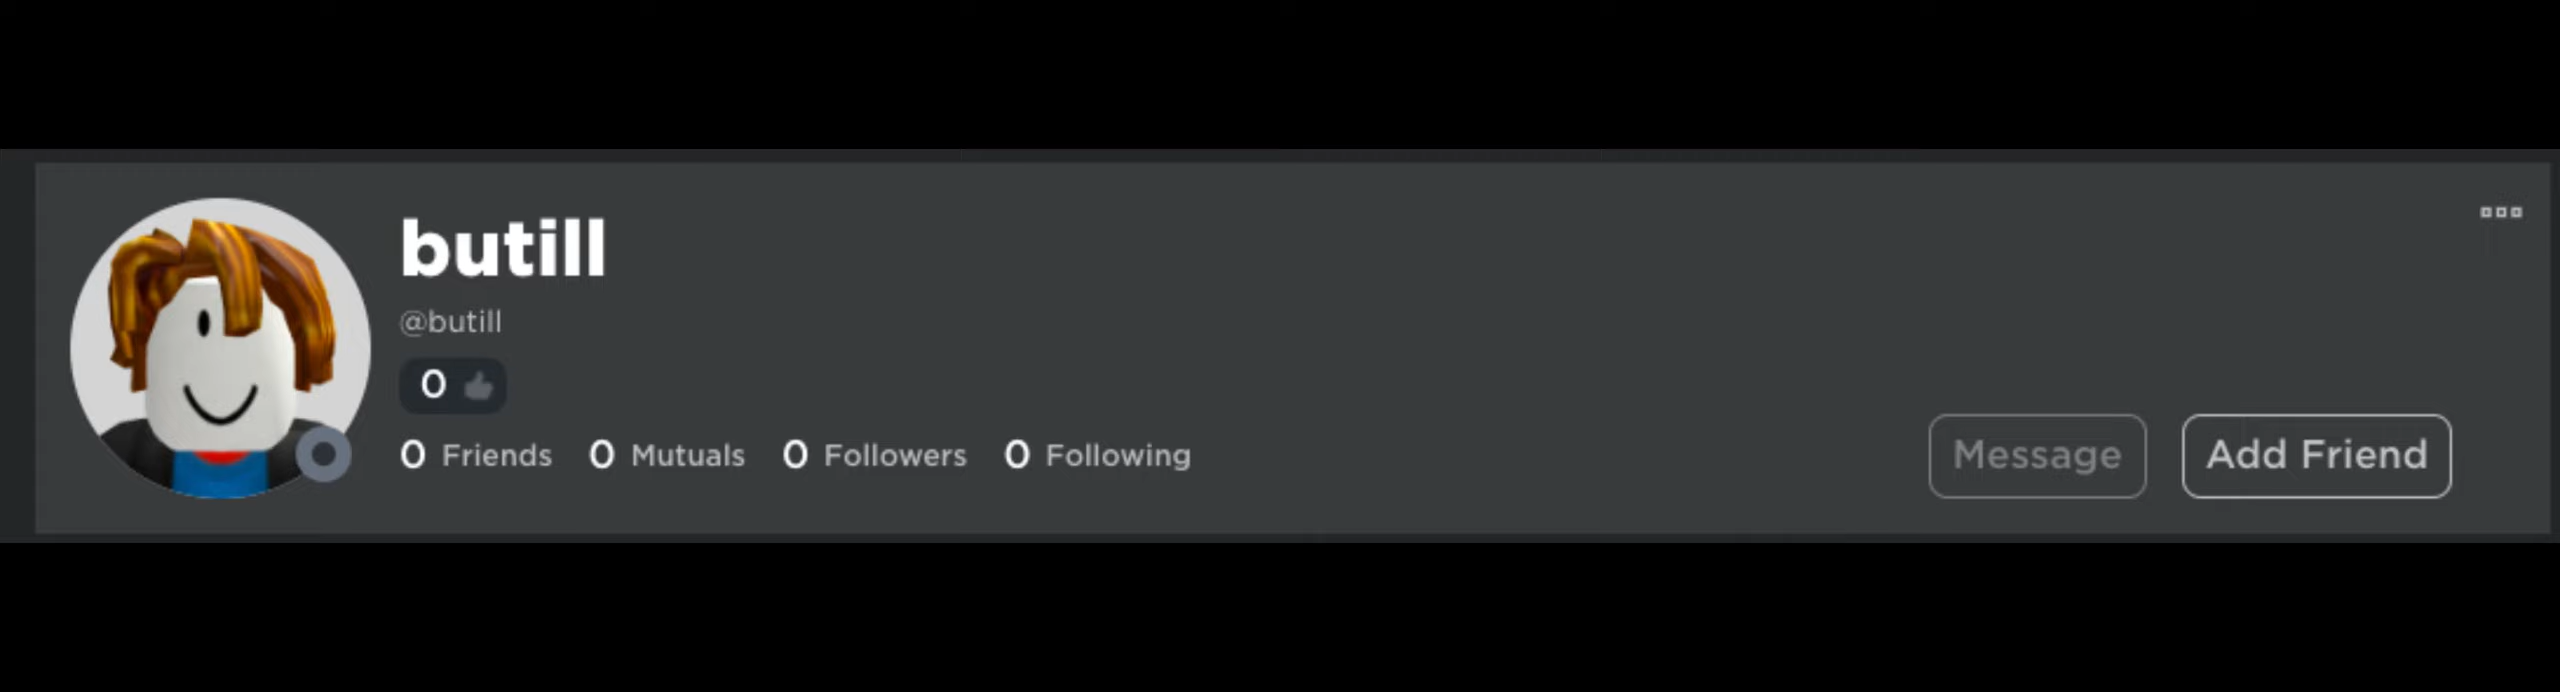 butill
@butill
0
0 Friends 0 Mutuals 0 Followers 0 Following
Message Add Friend